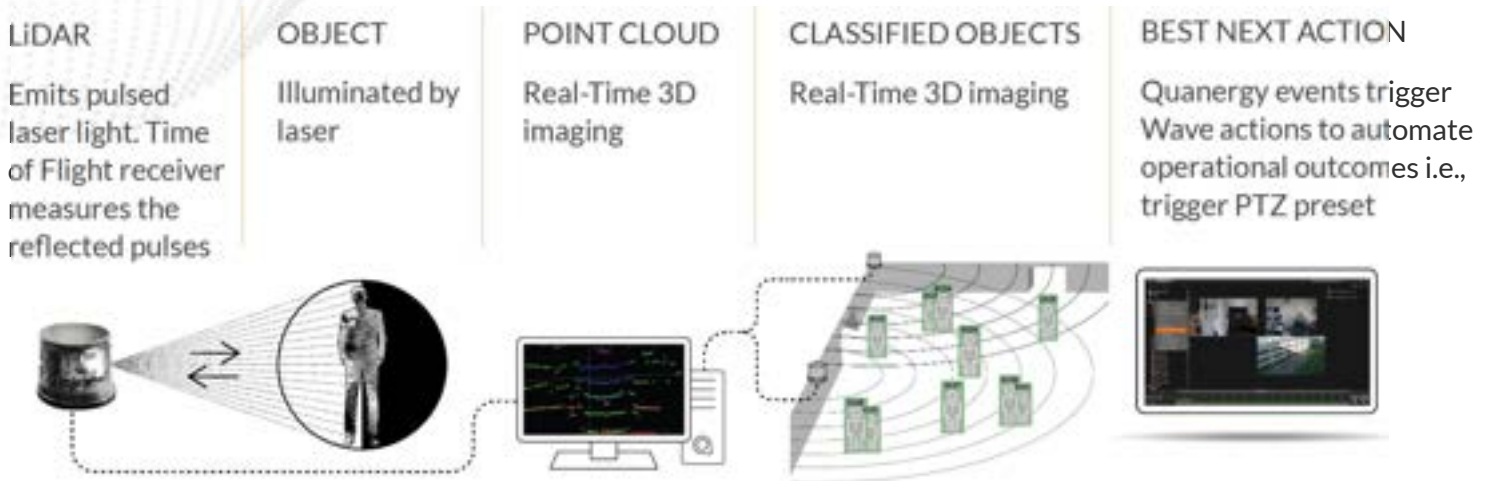 LiDAR
Emits pulsed
laser light. Time
of Flight receiver
measures the
reflected pulses
OBJECT
Illuminated by
laser
POINT CLOUD
Real-Time 3D
imaging
CLASSIFIED OBJECTS
Real-Time 3D imaging
BEST NEXT ACTION
Quanergy events trigger
Wave actions to automate
operational outcomes i.e.,
trigger PTZ preset